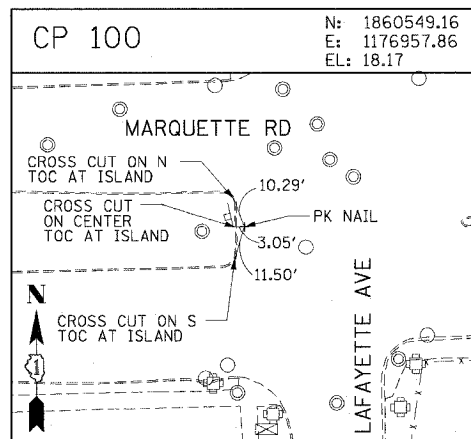 CP 100
N: 1860549.16
E: 1176957.86
EL: 18.17
MARQUETTE RD
CROSS CUT ON N
TOC AT ISLAND
10.29'
CROSS CUT
ON CENTER
TOC AT ISLAND
PK NAIL
3.05'
11.50'
CROSS CUT ON S
TOC AT ISLAND
LAFAYETTE AVE
N
1